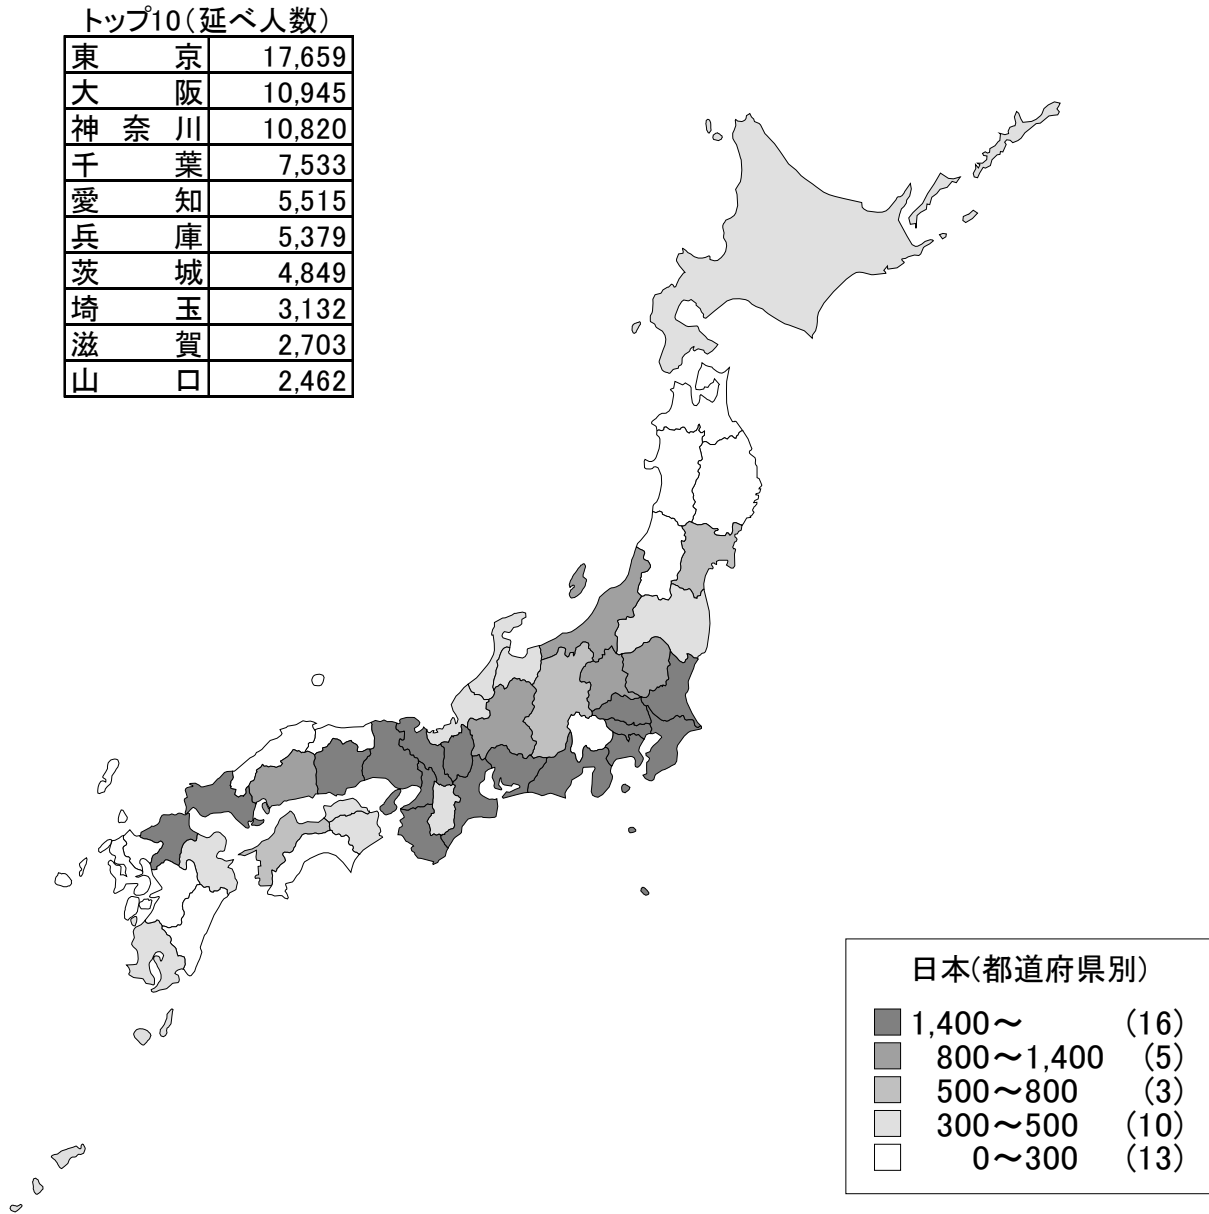 トップ10（延べ人数）
東京 17,659
大阪 10,945
神奈川 10,820
千葉 7,533
愛知 5,515
兵庫 5,379
茨城 4,849
埼玉 3,132
滋賀 2,703
山口 2,462
日本(都道府県別)
1,400～ (16)
800～1,400 (5)
500～800 (3)
300～500 (10)
0～300 (13)